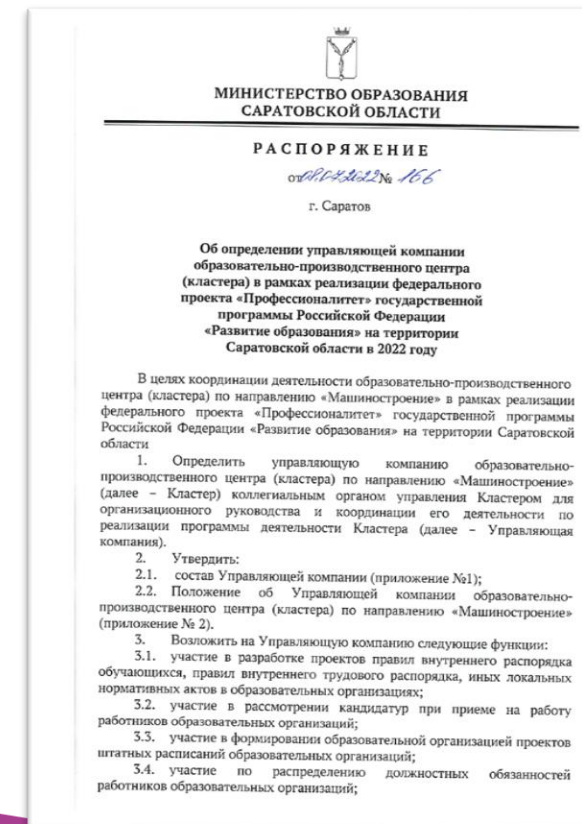 МИНИСТЕРСТВО ОБРАЗОВАНИЯ
САРАТОВСКОЙ ОБЛАСТИ
РАСПОРЯЖЕНИЕ
от 08.07.2022 № 166
г. Саратов
Об определении управляющей компании
образовательно-производственного центра
(кластера) в рамках реализации федерального
проекта «Профессионалитет» государственной
программы Российской Федерации
«Развитие образования» на территории
Саратовской области в 2022 году
В целях координации деятельности образовательно-производственного
центра (кластера) по направлению «Машиностроение» в рамках реализации
федерального проекта «Профессионалитет» государственной программы
Российской Федерации «Развитие образования» на территории Саратовской
области
1. Определить управляющую компанию образовательно-
производственного центра (кластера) по направлению «Машиностроение»
(далее – Кластер) коллегиальным органом управления Кластером для
организационного руководства и координации его деятельности по
реализации программы деятельности Кластера (далее – Управляющая
компания).
2. Утвердить:
2.1. состав Управляющей компании (приложение №1);
2.2. Положение об Управляющей компании образовательно-
производственного центра (кластера) по направлению «Машиностроение»
(приложение № 2).
3. Возложить на Управляющую компанию следующие функции:
3.1. участие в разработке проектов правил внутреннего распорядка
обучающихся, правил внутреннего трудового распорядка, иных локальных
нормативных актов в образовательных организациях;
3.2. участие в рассмотрении кандидатур при приеме на работу
работников образовательных организаций;
3.3. участие в формировании образовательной организацией проектов
штатных расписаний образовательных организаций;
3.4. участие по распределению должностных обязанностей
работников образовательных организаций;